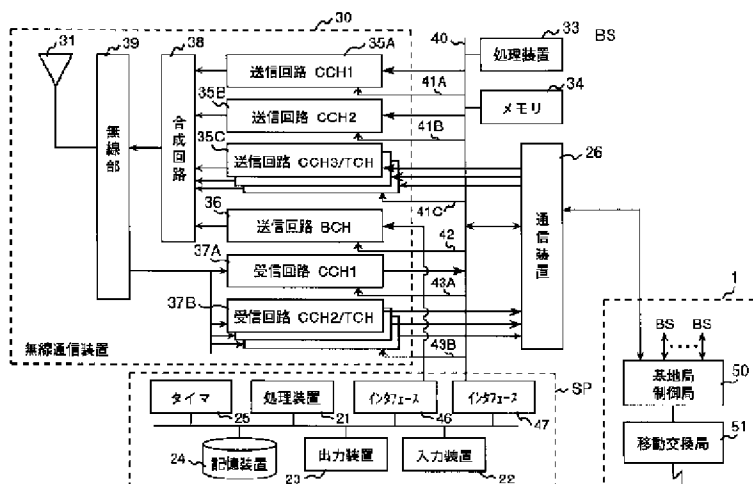 30
31
39
38
35A
40
33
BS
送信回路 CCH1
処理装置
41A
34
35B
送信回路 CCH2
メモリ
41B
35C
26
無線部
合成回路
送信回路 CCH3/TCH
41C
36
送信回路 BCH
通信装置
42
37A
受信回路 CCH1
43A
1
37B
受信回路 CCH2/TCH
BS BS
43B
無線通信装置
基地局制御局
50
SP
タイマ
処理装置
インタフェース
インタフェース
51
25
21
46
47
移動交換局
24
記憶装置
出力装置
入力装置
23
22